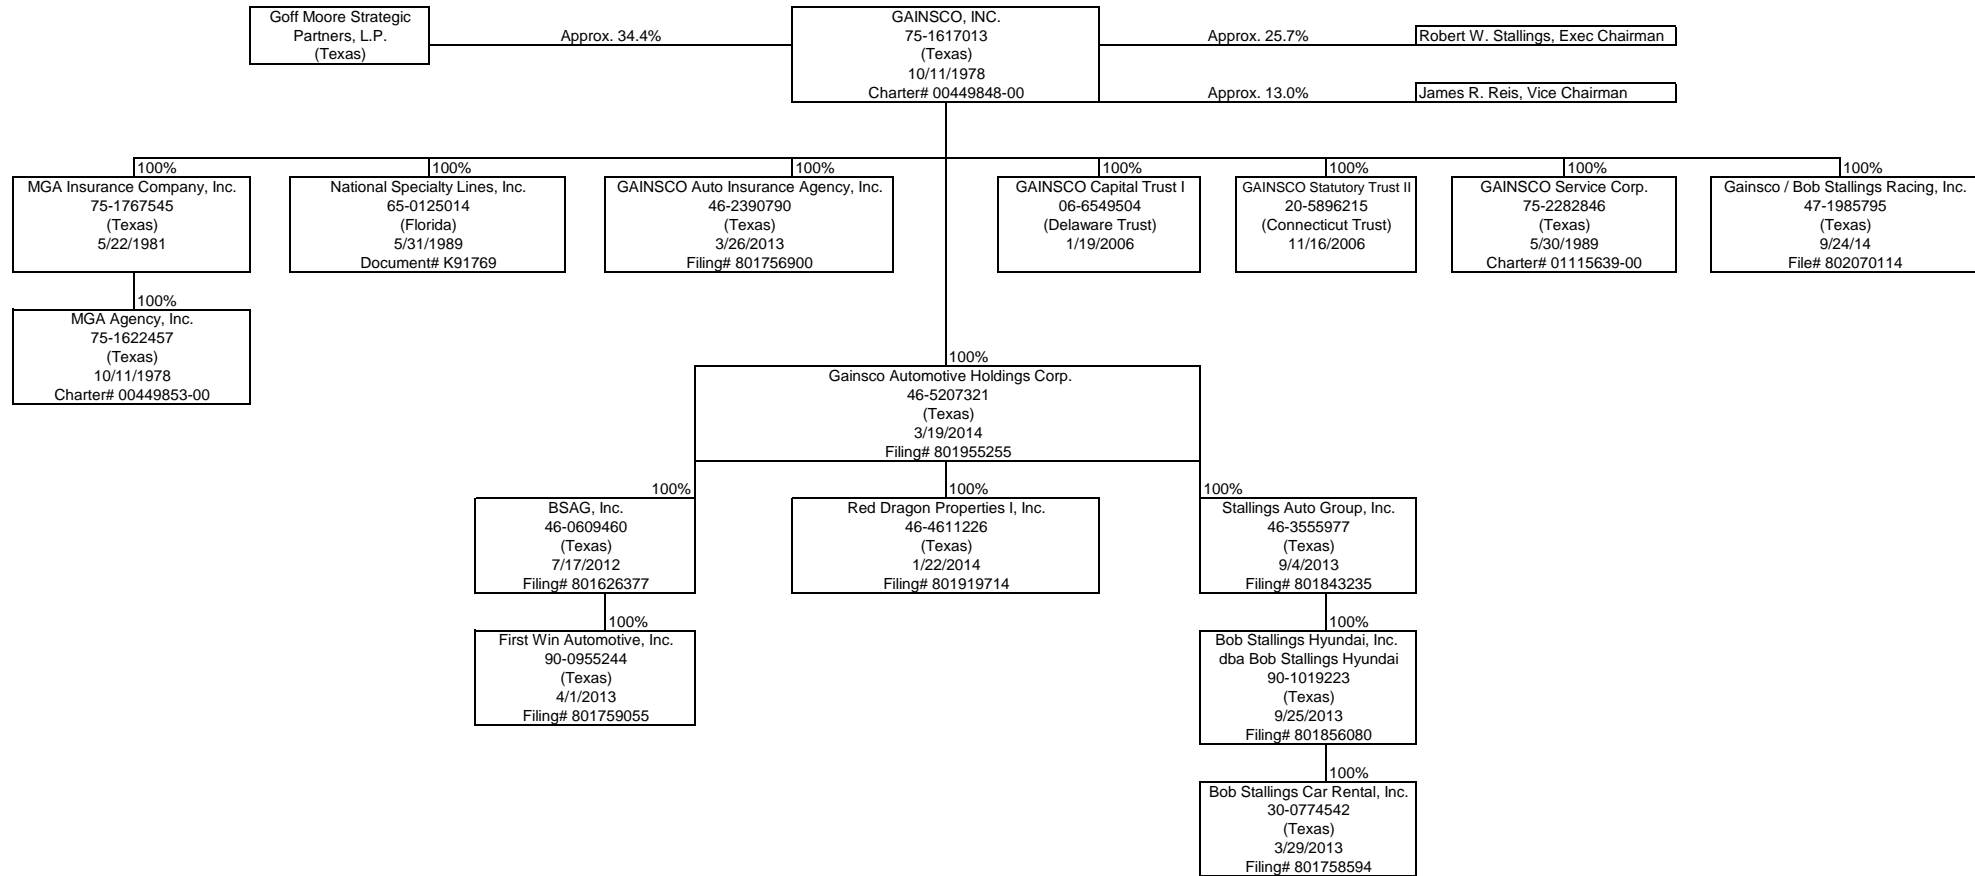 Goff Moore Strategic
Partners, L.P.
(Texas)
Approx. 34.4%
GAINSCO, INC.
75-1617013
(Texas)
10/11/1978
Charter# 00449848-00
Approx. 25.7%
Robert W. Stallings, Exec Chairman
Approx. 13.0%
James R. Reis, Vice Chairman
100%
MGA Insurance Company, Inc.
75-1767545
(Texas)
5/22/1981
100%
National Specialty Lines, Inc.
65-0125014
(Florida)
5/31/1989
Document# K91769
100%
GAINSCO Auto Insurance Agency, Inc.
46-2390790
(Texas)
3/26/2013
Filing# 801756900
100%
GAINSCO Capital Trust I
06-6549504
(Delaware Trust)
1/19/2006
100%
GAINSCO Statutory Trust II
20-5896215
(Connecticut Trust)
11/16/2006
100%
GAINSCO Service Corp.
75-2282846
(Texas)
5/30/1989
Charter# 01115639-00
100%
Gainsco / Bob Stallings Racing, Inc.
47-1985795
(Texas)
9/24/14
File# 802070114
100%
MGA Agency, Inc.
75-1622457
(Texas)
10/11/1978
Charter# 00449853-00
100%
Gainsco Automotive Holdings Corp.
46-5207321
(Texas)
3/19/2014
Filing# 801955255
100%
BSAG, Inc.
46-0609460
(Texas)
7/17/2012
Filing# 801626377
100%
Red Dragon Properties I, Inc.
46-4611226
(Texas)
1/22/2014
Filing# 801919714
100%
Stallings Auto Group, Inc.
46-3555977
(Texas)
9/4/2013
Filing# 801843235
100%
First Win Automotive, Inc.
90-0955244
(Texas)
4/1/2013
Filing# 801759055
100%
Bob Stallings Hyundai, Inc.
dba Bob Stallings Hyundai
90-1019223
(Texas)
9/25/2013
Filing# 801856080
100%
Bob Stallings Car Rental, Inc.
30-0774542
(Texas)
3/29/2013
Filing# 801758594